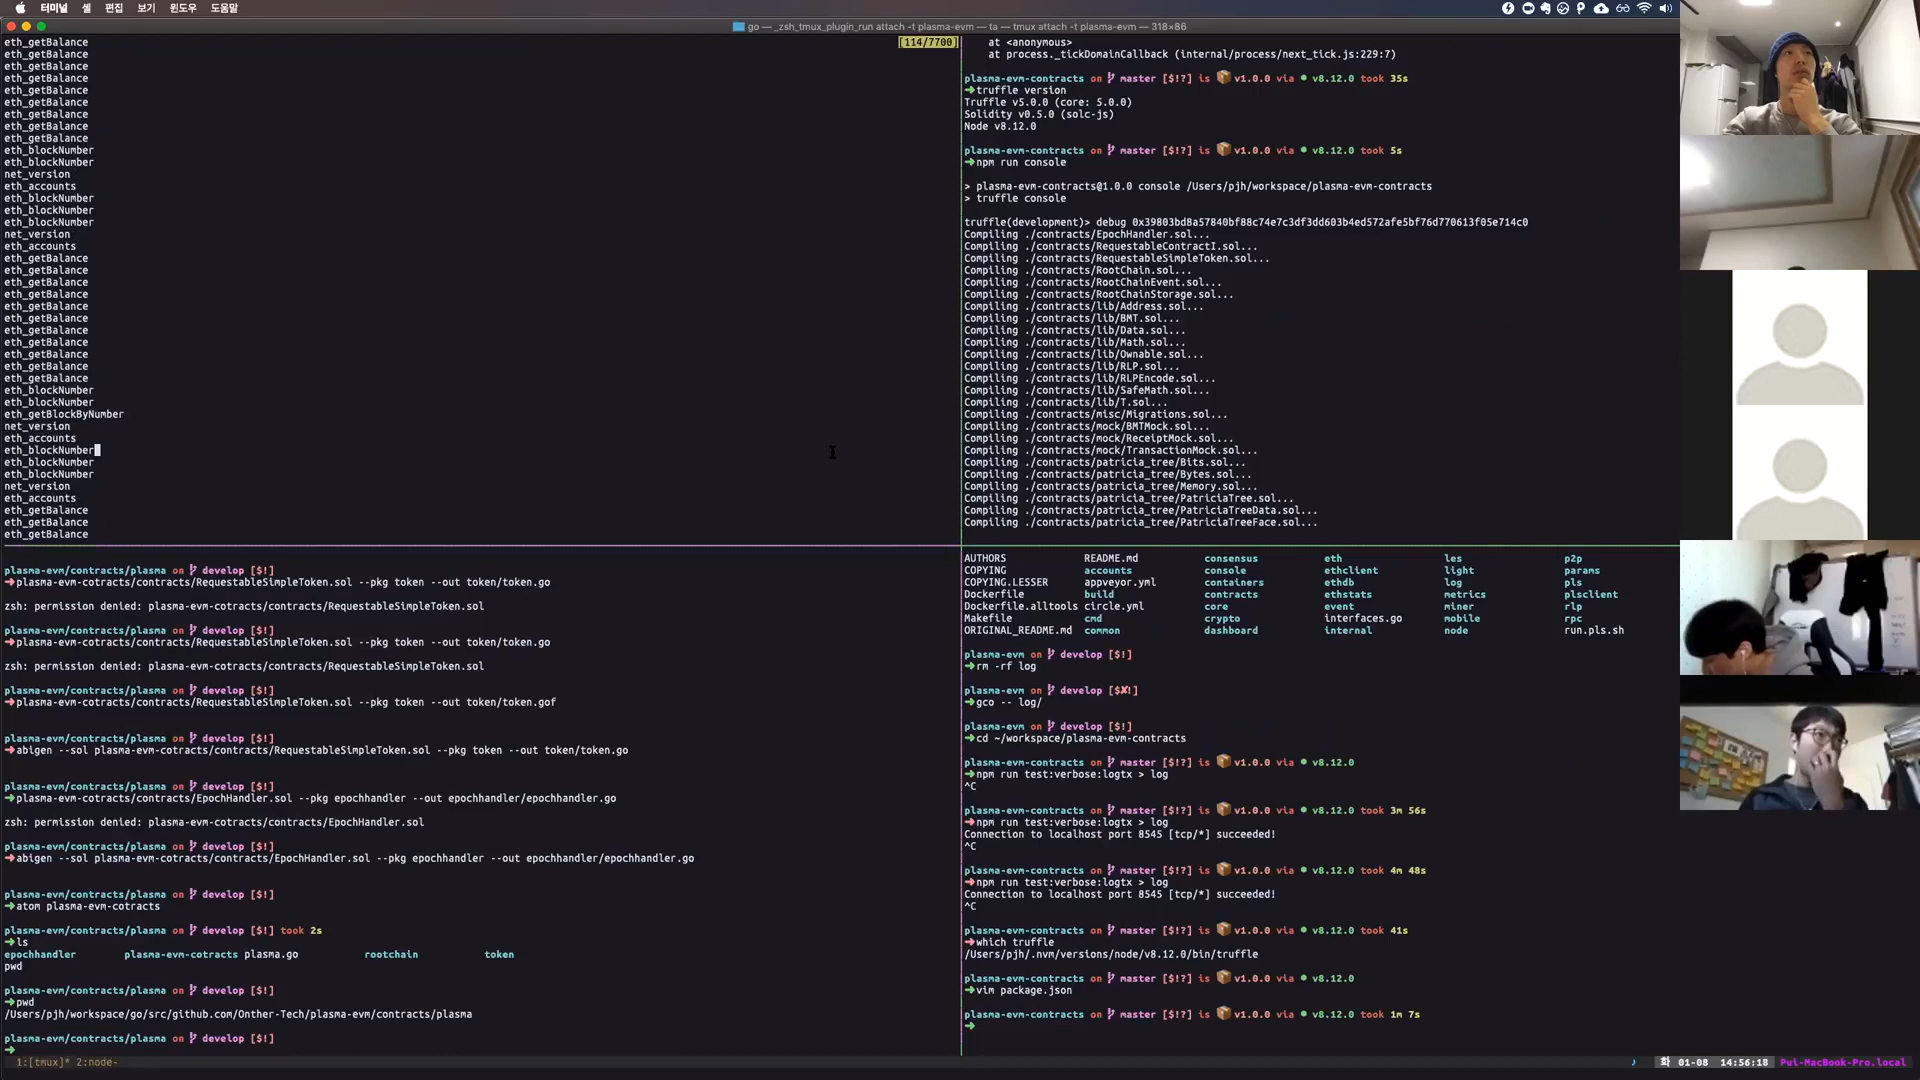 터미널 셸 편집 보기 윈도우 도움말
go — _zsh_tmux_plugin_run attach -t plasma-evm — ta — tmux attach -t plasma-evm — 318×86
[114/7700]
eth_getBalance
eth_getBalance
eth_getBalance
eth_getBalance
eth_getBalance
eth_getBalance
eth_getBalance
eth_getBalance
eth_getBalance
eth_blockNumber
eth_blockNumber
net_version
eth_accounts
eth_blockNumber
eth_blockNumber
eth_blockNumber
net_version
eth_accounts
eth_getBalance
eth_getBalance
eth_getBalance
eth_getBalance
eth_getBalance
eth_getBalance
eth_getBalance
eth_getBalance
eth_getBalance
eth_getBalance
eth_getBalance
eth_blockNumber
eth_blockNumber
eth_getBlockByNumber
net_version
eth_accounts
eth_blockNumber
eth_blockNumber
eth_blockNumber
net_version
eth_accounts
eth_getBalance
eth_getBalance
eth_getBalance
at <anonymous>
at process._tickDomainCallback (internal/process/next_tick.js:229:7)
plasma-evm-contracts on master [$!?] is v1.0.0 via v8.12.0 took 35s
➜truffle version
Truffle v5.0.0 (core: 5.0.0)
Solidity v0.5.0 (solc-js)
Node v8.12.0
plasma-evm-contracts on master [$!?] is v1.0.0 via v8.12.0 took 5s
➜npm run console
> plasma-evm-contracts@1.0.0 console /Users/pjh/workspace/plasma-evm-contracts
> truffle console
truffle(development)> debug 0x39803bd8a57840bf88c74e7c3df3dd603b4ed572afe5bf76d770613f05e714c0
Compiling ./contracts/EpochHandler.sol...
Compiling ./contracts/RequestableContractI.sol...
Compiling ./contracts/RequestableSimpleToken.sol...
Compiling ./contracts/RootChain.sol...
Compiling ./contracts/RootChainEvent.sol...
Compiling ./contracts/RootChainStorage.sol...
Compiling ./contracts/lib/Address.sol...
Compiling ./contracts/lib/BMT.sol...
Compiling ./contracts/lib/Data.sol...
Compiling ./contracts/lib/Math.sol...
Compiling ./contracts/lib/Ownable.sol...
Compiling ./contracts/lib/RLP.sol...
Compiling ./contracts/lib/RLPEncode.sol...
Compiling ./contracts/lib/SafeMath.sol...
Compiling ./contracts/lib/T.sol...
Compiling ./contracts/misc/Migrations.sol...
Compiling ./contracts/mock/BMTMock.sol...
Compiling ./contracts/mock/ReceiptMock.sol...
Compiling ./contracts/mock/TransactionMock.sol...
Compiling ./contracts/patricia_tree/Bits.sol...
Compiling ./contracts/patricia_tree/Bytes.sol...
Compiling ./contracts/patricia_tree/Memory.sol...
Compiling ./contracts/patricia_tree/PatriciaTree.sol...
Compiling ./contracts/patricia_tree/PatriciaTreeData.sol...
Compiling ./contracts/patricia_tree/PatriciaTreeFace.sol...
plasma-evm/contracts/plasma on develop [$!]
➜plasma-evm-cotracts/contracts/RequestableSimpleToken.sol --pkg token --out token/token.go
zsh: permission denied: plasma-evm-cotracts/contracts/RequestableSimpleToken.sol
plasma-evm/contracts/plasma on develop [$!]
➜plasma-evm-cotracts/contracts/RequestableSimpleToken.sol --pkg token --out token/token.go
zsh: permission denied: plasma-evm-cotracts/contracts/RequestableSimpleToken.sol
plasma-evm/contracts/plasma on develop [$!]
➜plasma-evm-cotracts/contracts/RequestableSimpleToken.sol --pkg token --out token/token.gof
plasma-evm/contracts/plasma on develop [$!]
➜abigen --sol plasma-evm-cotracts/contracts/RequestableSimpleToken.sol --pkg token --out token/token.go
plasma-evm/contracts/plasma on develop [$!]
➜plasma-evm-cotracts/contracts/EpochHandler.sol --pkg epochhandler --out epochhandler/epochhandler.go
zsh: permission denied: plasma-evm-cotracts/contracts/EpochHandler.sol
plasma-evm/contracts/plasma on develop [$!]
➜abigen --sol plasma-evm-cotracts/contracts/EpochHandler.sol --pkg epochhandler --out epochhandler/epochhandler.go
plasma-evm/contracts/plasma on develop [$!]
➜atom plasma-evm-cotracts
plasma-evm/contracts/plasma on develop [$!] took 2s
➜ls
epochhandler plasma-evm-cotracts plasma.go rootchain token
pwd
plasma-evm/contracts/plasma on develop [$!]
➜pwd
/Users/pjh/workspace/go/src/github.com/Onther-Tech/plasma-evm/contracts/plasma
plasma-evm/contracts/plasma on develop [$!]
➜
AUTHORS README.md consensus eth les p2p
COPYING accounts console ethclient light params
COPYING.LESSER appveyor.yml containers ethdb log pls
Dockerfile build contracts ethstats metrics plsclient
Dockerfile.alltools circle.yml core event miner rlp
Makefile cmd crypto interfaces.go mobile rpc
ORIGINAL_README.md common dashboard internal node run.pls.sh
plasma-evm on develop [$!]
➜rm -rf log
plasma-evm on develop [$✘!]
➜gco -- log/
plasma-evm on develop [$!]
➜cd ~/workspace/plasma-evm-contracts
plasma-evm-contracts on master [$!?] is v1.0.0 via v8.12.0
➜npm run test:verbose:logtx > log
^C
plasma-evm-contracts on master [$!?] is v1.0.0 via v8.12.0 took 3m 56s
➜npm run test:verbose:logtx > log
Connection to localhost port 8545 [tcp/*] succeeded!
^C
plasma-evm-contracts on master [$!?] is v1.0.0 via v8.12.0 took 4m 48s
➜npm run test:verbose:logtx > log
Connection to localhost port 8545 [tcp/*] succeeded!
^C
plasma-evm-contracts on master [$!?] is v1.0.0 via v8.12.0 took 41s
➜which truffle
/Users/pjh/.nvm/versions/node/v8.12.0/bin/truffle
plasma-evm-contracts on master [$!?] is v1.0.0 via v8.12.0
➜vim package.json
plasma-evm-contracts on master [$!?] is v1.0.0 via v8.12.0 took 1m 7s
➜
1:[tmux]* 2:node-
화 01-08 14:56:18 Pui-MacBook-Pro.local